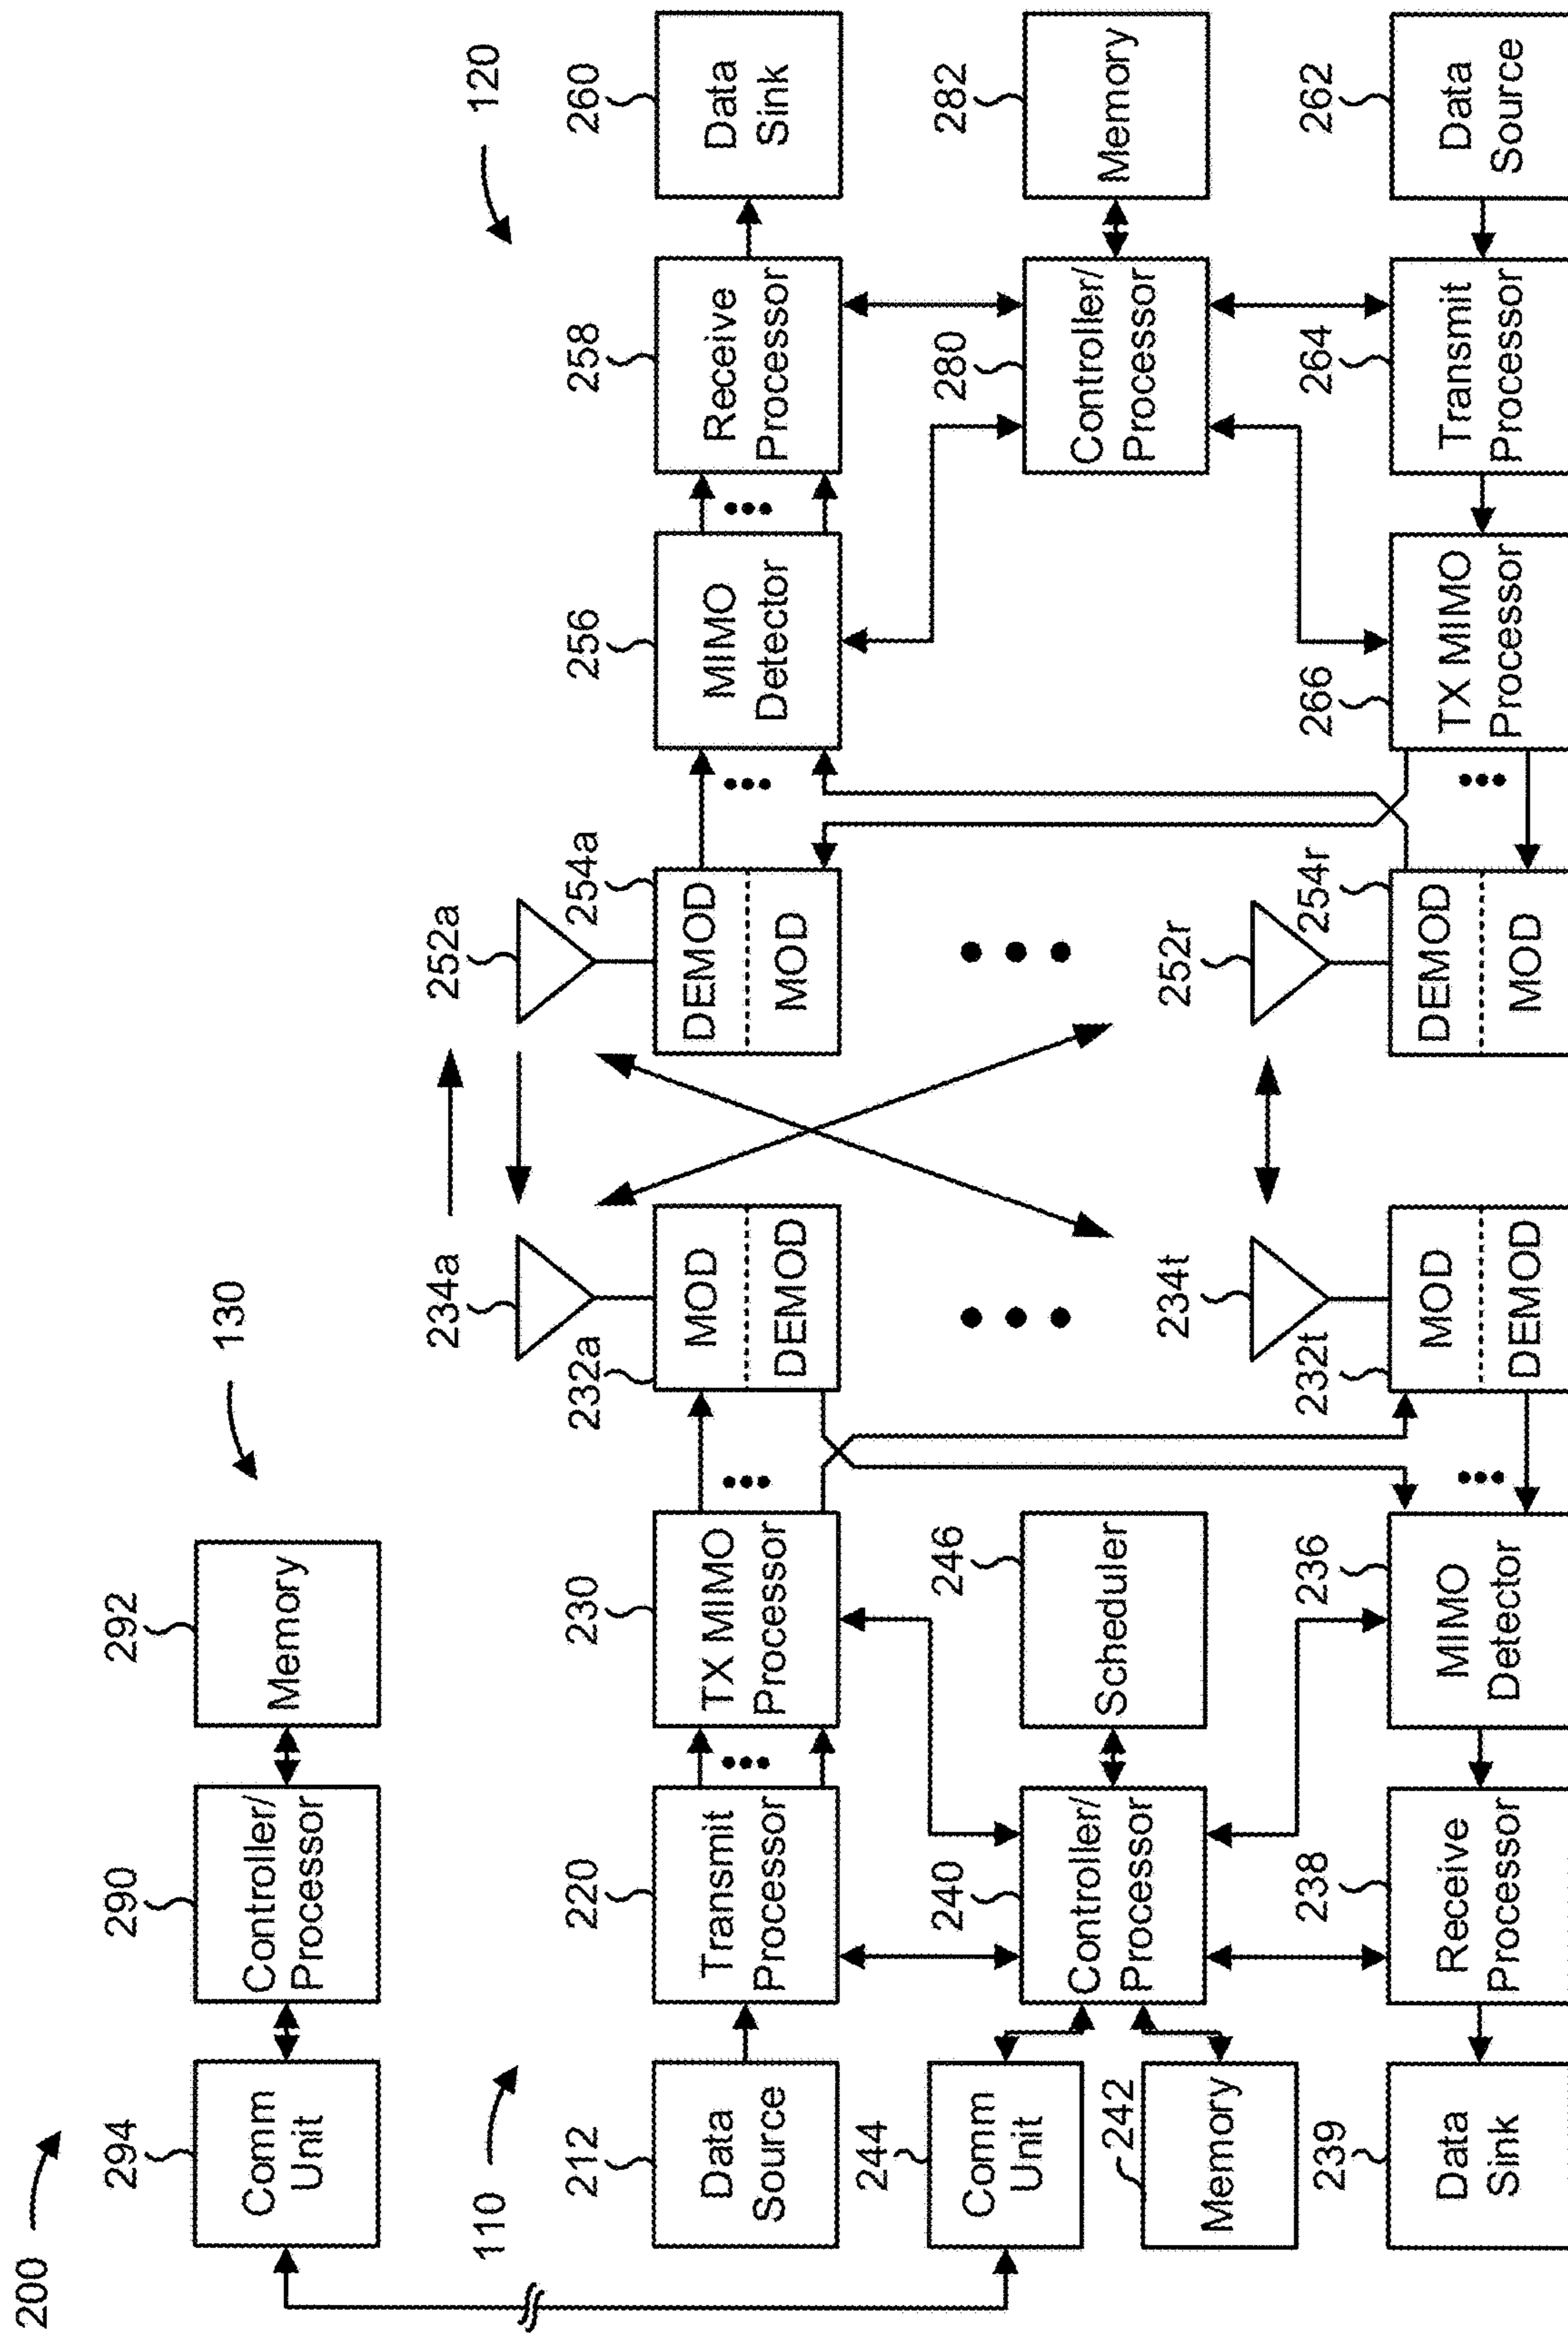 200
130
294
Comm
Unit
290
Controller/
Processor
292
Memory
110
120
212
Data
Source
220
Transmit
Processor
230
TX MIMO
Processor
232a
MOD
DEMOD
234a
252a
254a
DEMOD
MOD
256
MIMO
Detector
258
Receive
Processor
260
Data
Sink
244
Comm
Unit
242
Memory
240
Controller/
Processor
246
Scheduler
280
Controller/
Processor
282
Memory
239
Data
Sink
238
Receive
Processor
236
MIMO
Detector
232t
MOD
DEMOD
234t
252r
254r
DEMOD
MOD
266
TX MIMO
Processor
264
Transmit
Processor
262
Data
Source